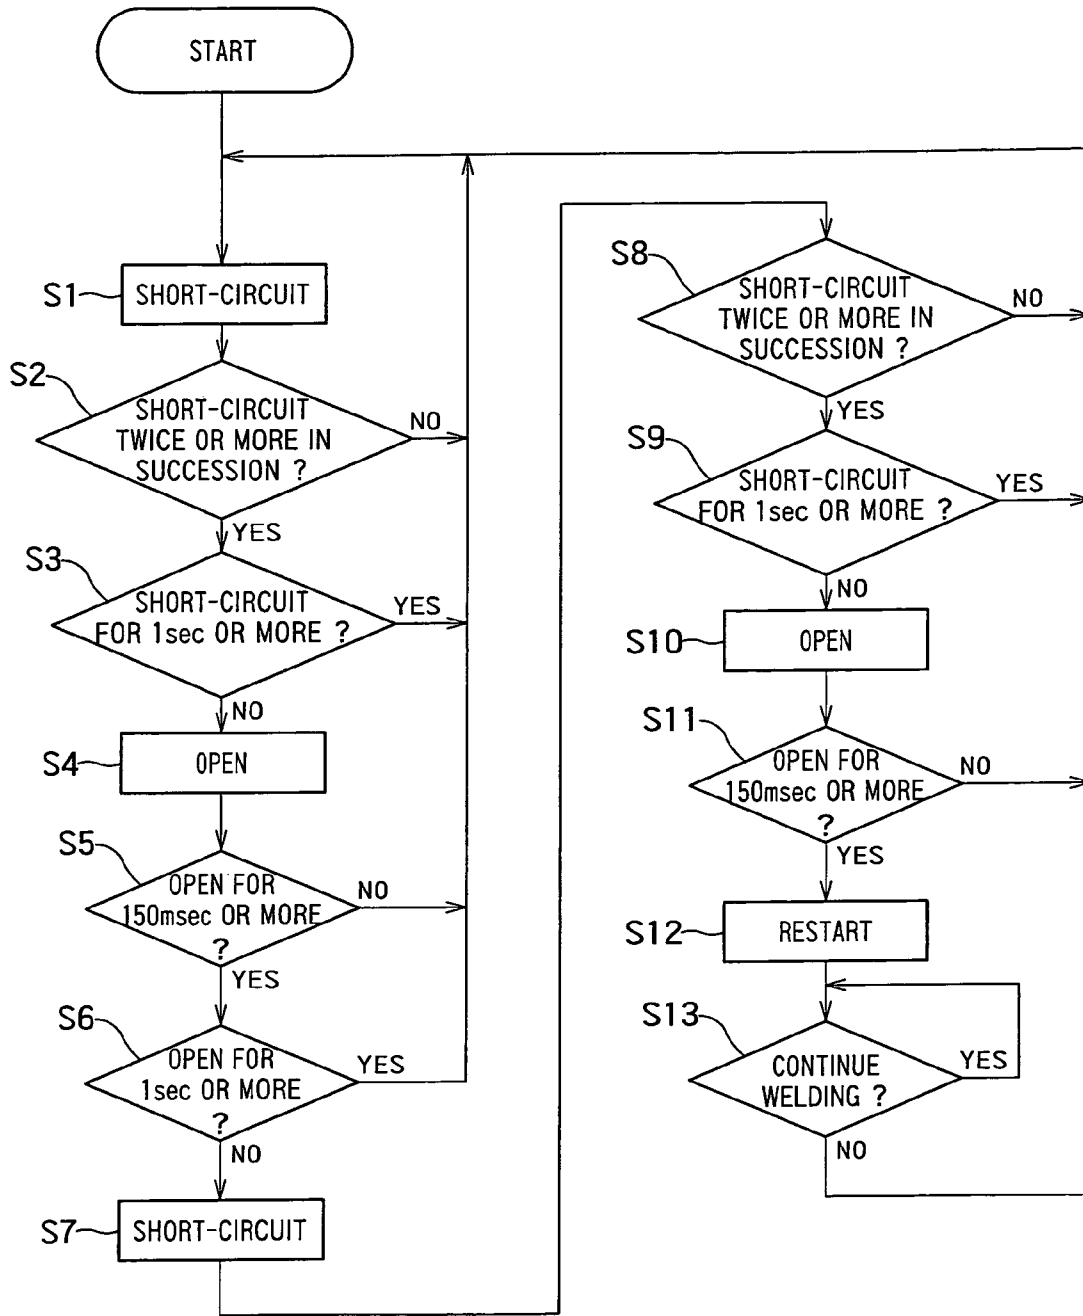 START
S1
SHORT-CIRCUIT
S2
SHORT-CIRCUIT
TWICE OR MORE IN
SUCCESSION ?
NO
YES
S3
SHORT-CIRCUIT
FOR 1sec OR MORE ?
YES
NO
S4
OPEN
S5
OPEN FOR
150msec OR MORE
?
NO
YES
S6
OPEN FOR
1sec OR MORE
?
YES
NO
S7
SHORT-CIRCUIT
S8
SHORT-CIRCUIT
TWICE OR MORE IN
SUCCESSION ?
NO
YES
S9
SHORT-CIRCUIT
FOR 1sec OR MORE ?
YES
NO
S10
OPEN
S11
OPEN FOR
150msec OR MORE
?
NO
YES
S12
RESTART
S13
CONTINUE
WELDING ?
YES
NO